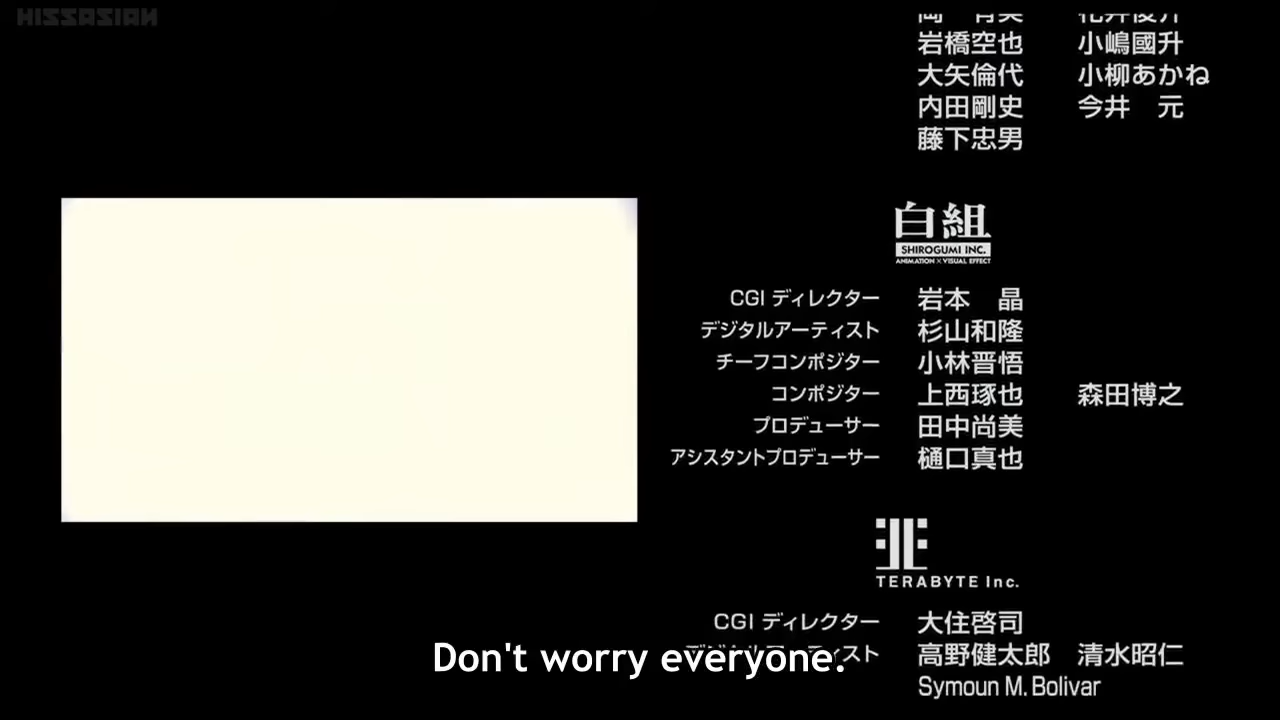 HISSASIAN
岩橋空也 小嶋國升
大矢倫代 小柳あかね
内田剛史 今井 元
藤下忠男
白組
SHIROGUMI INC.
ANIMATION × VISUAL EFFECT
CGI ディレクター 岩本 晶
デジタルアーティスト 杉山和隆
チーフコンポジター 小林晋悟
コンポジター 上西琢也 森田博之
プロデューサー 田中尚美
アシスタントプロデューサー 樋口真也
TERABYTE Inc.
CGI ディレクター 大住啓司
高野健太郎 清水昭仁
Symoun M. Bolivar
Don't worry everyone.